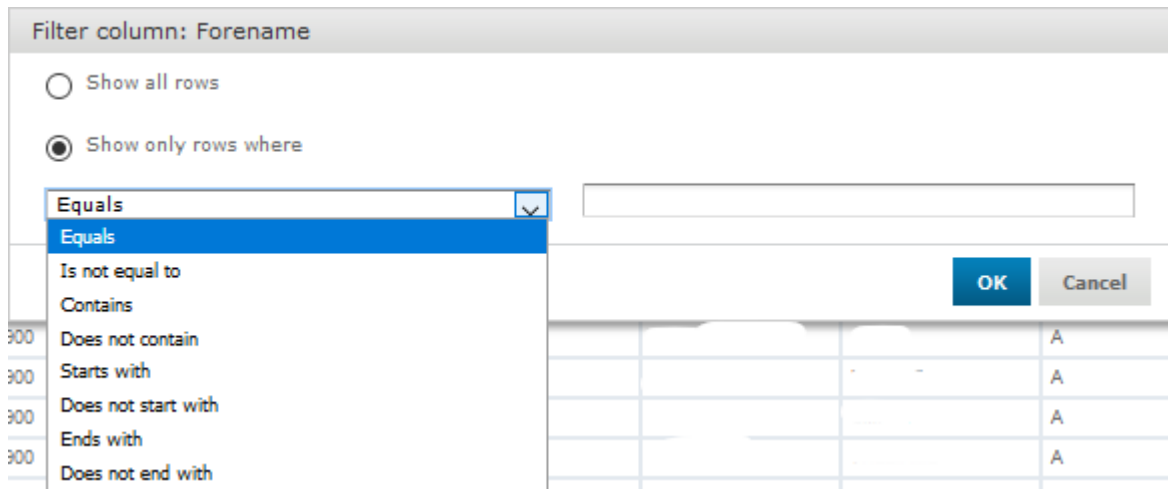 Filter column: Forename
Show all rows
Show only rows where
Equals
Equals
Is not equal to
OK Cancel
Contains
Does not contain
A
Starts with
A
Does not start with
A
Ends with
A
Does not end with